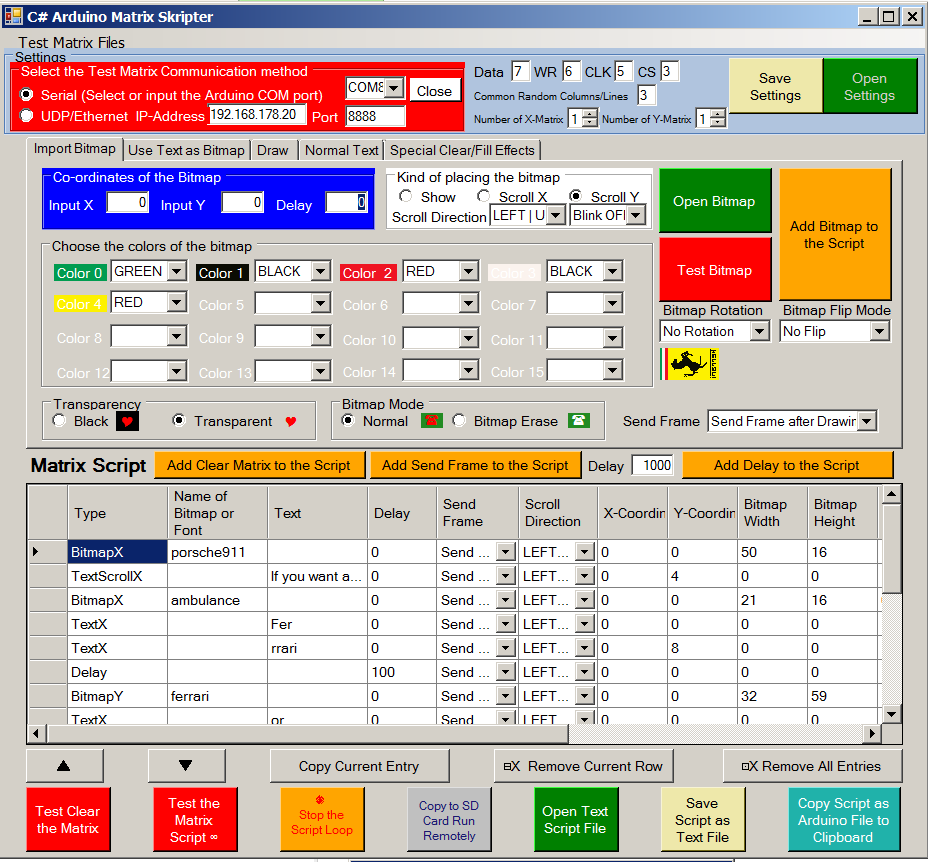 C# Arduino Matrix Skripter
Test Matrix Files
Settings
Select the Test Matrix Communication method
Serial (Select or input the Arduino COM port)
COM8
Close
UDP/Ethernet IP-Address 192.168.178.20 Port 8888
Data 7 WR 6 CLK 5 CS 3
Common Random Columns/Lines 3
Number of X-Matrix 1 Number of Y-Matrix 1
Save
Settings
Open
Settings
Import Bitmap Use Text as Bitmap Draw Normal Text Special Clear/Fill Effects
Co-ordinates of the Bitmap
Input X 0 Input Y 0 Delay 0
Kind of placing the bitmap
Show Scroll X Scroll Y
Scroll Direction LEFT | U Blink OFF
Open Bitmap
Add Bitmap to
the Script
Test Bitmap
Choose the colors of the bitmap
Color 0 GREEN Color 1 BLACK Color 2 RED Color 3 BLACK
Color 4 RED Color 5 Color 6 Color 7
Color 8 Color 9 Color 10 Color 11
Color 12 Color 13 Color 14 Color 15
Bitmap Rotation Bitmap Flip Mode
No Rotation No Flip
Transparency
Black Transparent
Bitmap Mode
Normal Bitmap Erase
Send Frame Send Frame after Drawin
Matrix Script Add Clear Matrix to the Script Add Send Frame to the Script Delay 1000 Add Delay to the Script
Type Name of Bitmap or Font Text Delay Send Frame Scroll Direction X-Coordin Y-Coordin Bitmap Width Bitmap Height
BitmapX porsche911 0 Send ... LEFT... 0 0 50 16
TextScrollX If you want a... 0 Send ... LEFT... 0 4 0 0
BitmapX ambulance 0 Send ... LEFT... 0 0 21 16
TextX Fer 0 Send ... LEFT... 0 0 0 0
TextX rrari 0 Send ... LEFT... 0 8 0 0
Delay 100 Send ... LEFT... 0 0 0 0
BitmapY ferrari 0 Send ... LEFT... 0 0 32 59
TextX or 0 Send ... LEFT... 0 0 0 0
▲ ▼ Copy Current Entry X Remove Current Row X Remove All Entries
Test Clear
the Matrix
Test the
Matrix
Script ∞
Stop the
Script Loop
Copy to SD
Card Run
Remotely
Open Text
Script File
Save
Script as
Text File
Copy Script as
Arduino File to
Clipboard